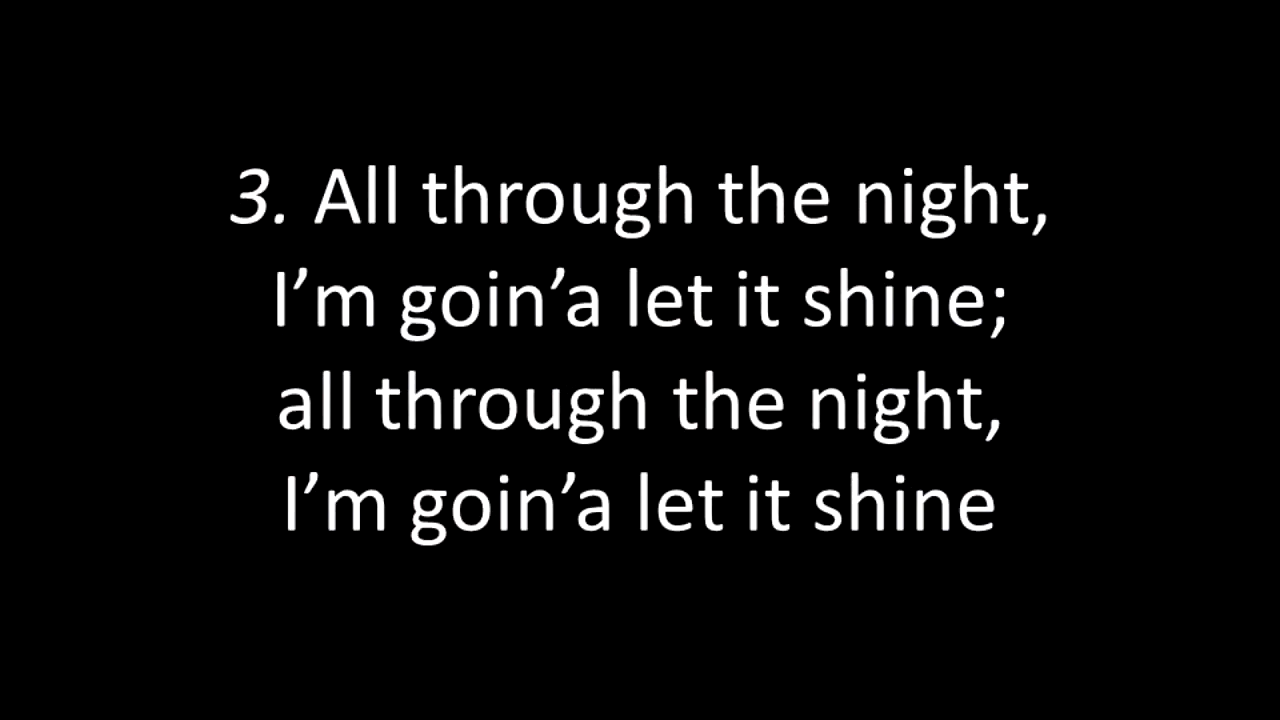 3. All through the night,
I’m goin’a let it shine;
all through the night,
I’m goin’a let it shine